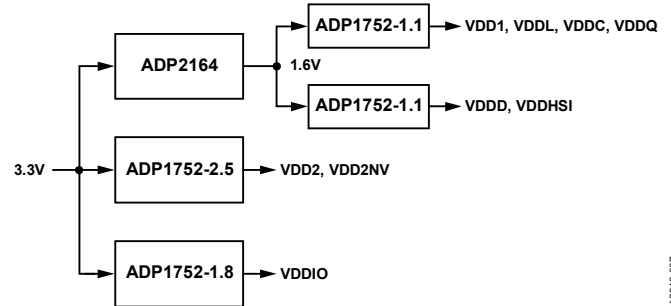 ADP1752-1.1
VDD1, VDDL, VDDC, VDDQ
ADP2164
1.6V
ADP1752-1.1
VDDD, VDDHSI
3.3V
ADP1752-2.5
VDD2, VDD2NV
ADP1752-1.8
VDDIO